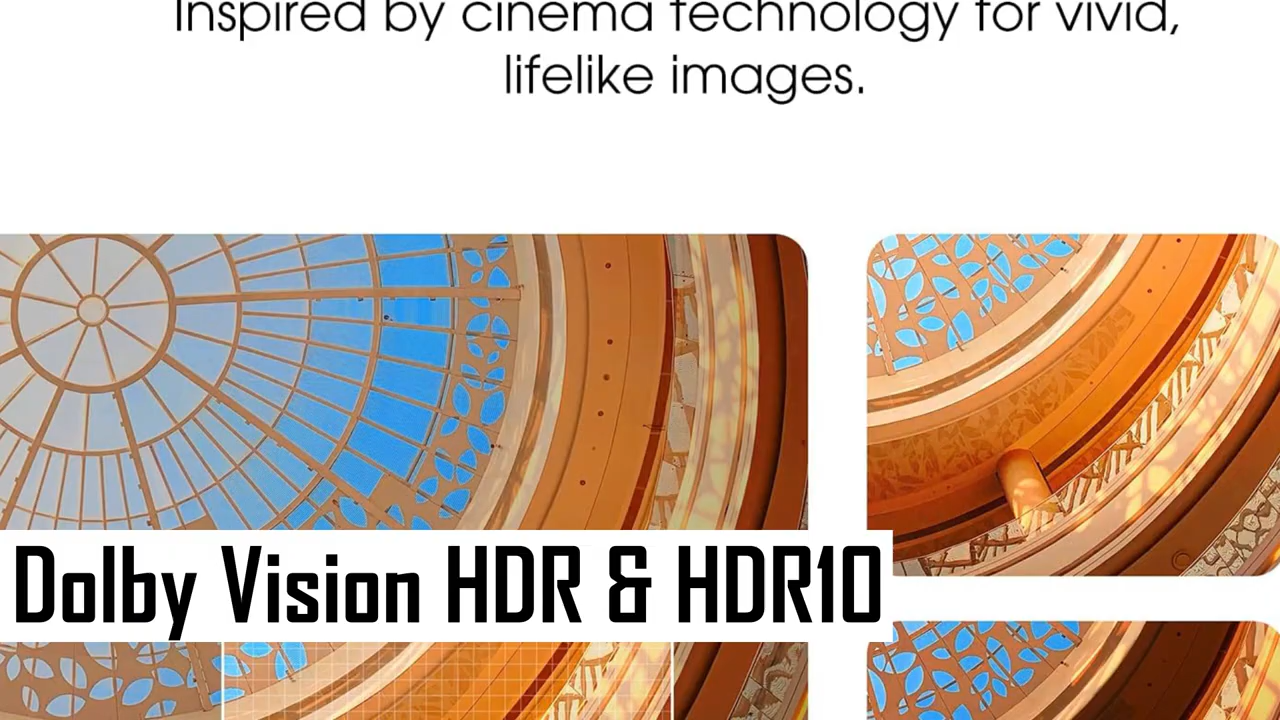 Inspired by cinema technology for vivid,
lifelike images.
Dolby Vision HDR & HDR10